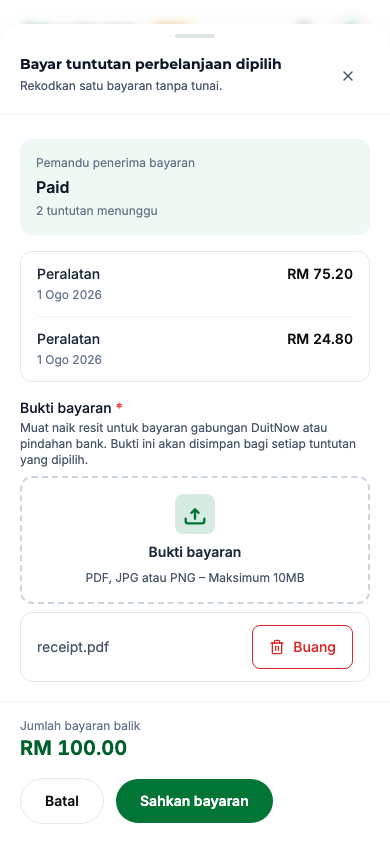 Bayar tuntutan perbelanjaan dipilih
Rekodkan satu bayaran tanpa tunai.
Pemandu penerima bayaran
Paid
2 tuntutan menunggu
Peralatan RM 75.20
1 Ogo 2026
Peralatan RM 24.80
1 Ogo 2026
Bukti bayaran *
Muat naik resit untuk bayaran gabungan DuitNow atau
pindahan bank. Bukti ini akan disimpan bagi setiap tuntutan
yang dipilih.
Bukti bayaran
PDF, JPG atau PNG – Maksimum 10MB
receipt.pdf Buang
Jumlah bayaran balik
RM 100.00
Batal Sahkan bayaran